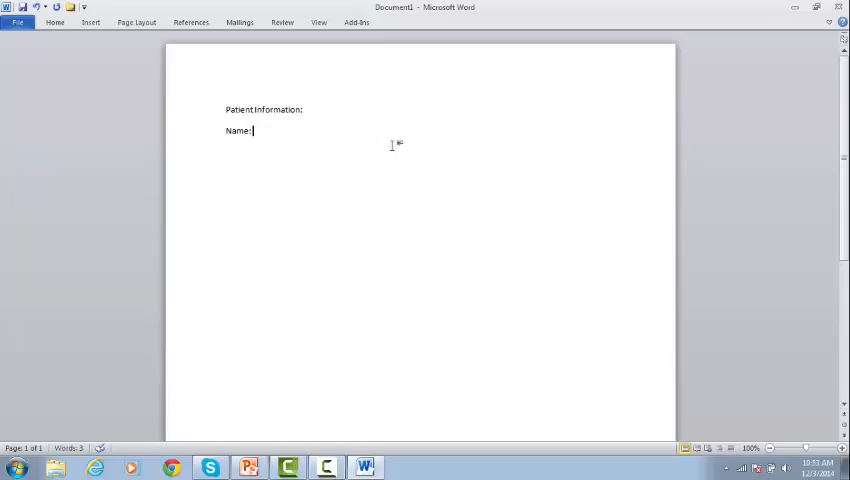 Document1 - Microsoft Word
File Home Insert Page Layout References Mailings Review View Add-Ins
Patient Information:
Name:
Page: 1 of 1 Words: 3 100%
10:53 AM
12/3/2014